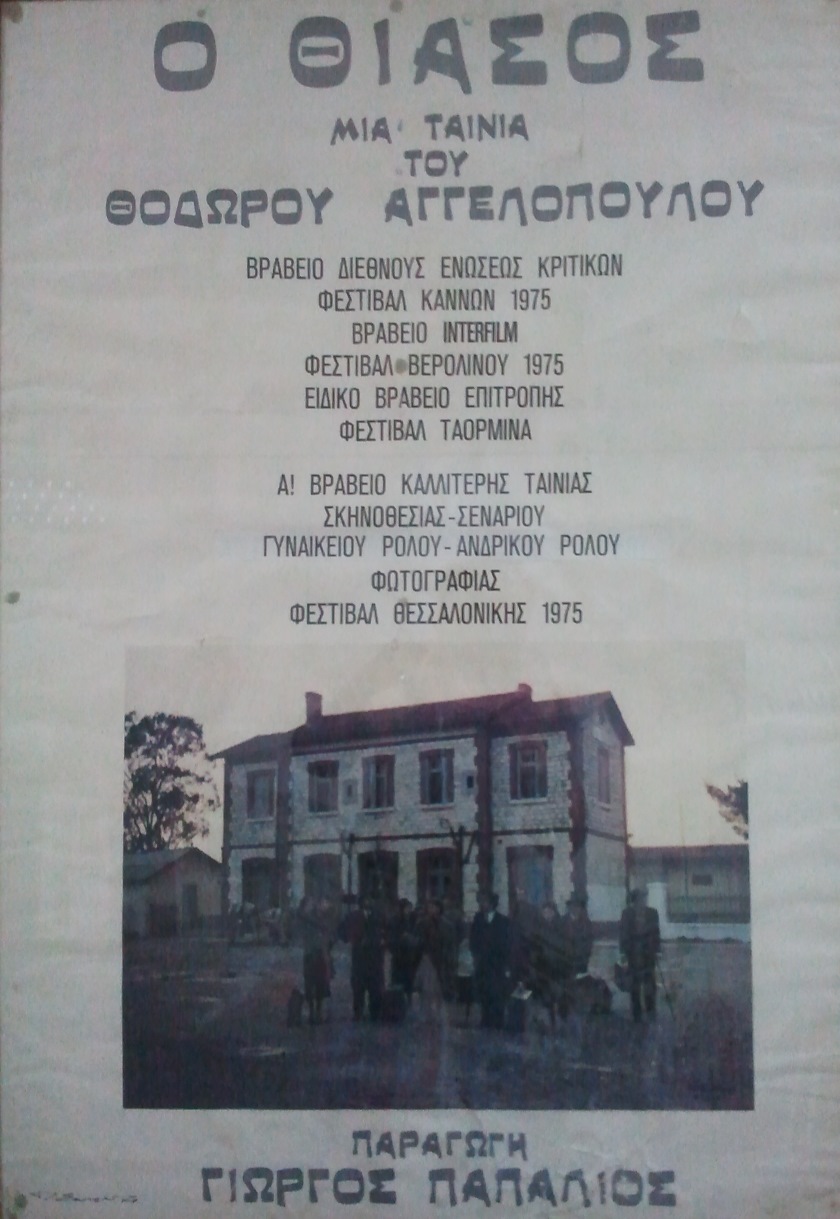 Ο ΘΙΑΣΟΣ
ΜΙΑ ΤΑΙΝΙΑ
ΤΟΥ
ΘΟΔΩΡΟΥ ΑΓΓΕΛΟΠΟΥΛΟΥ
ΒΡΑΒΕΙΟ ΔΙΕΘΝΟΥΣ ΕΝΩΣΕΩΣ ΚΡΙΤΙΚΩΝ
ΦΕΣΤΙΒΑΛ ΚΑΝΝΩΝ 1975
ΒΡΑΒΕΙΟ INTERFILM
ΦΕΣΤΙΒΑΛ ΒΕΡΟΛΙΝΟΥ 1975
ΕΙΔΙΚΟ ΒΡΑΒΕΙΟ ΕΠΙΤΡΟΠΗΣ
ΦΕΣΤΙΒΑΛ ΤΑΟΡΜΙΝΑ
Α! ΒΡΑΒΕΙΟ ΚΑΛΛΙΤΕΡΗΣ ΤΑΙΝΙΑΣ
ΣΚΗΝΟΘΕΣΙΑΣ-ΣΕΝΑΡΙΟΥ
ΓΥΝΑΙΚΕΙΟΥ ΡΟΛΟΥ-ΑΝΔΡΙΚΟΥ ΡΟΛΟΥ
ΦΩΤΟΓΡΑΦΙΑΣ
ΦΕΣΤΙΒΑΛ ΘΕΣΣΑΛΟΝΙΚΗΣ 1975
ΠΑΡΑΓΩΓΗ
ΓΙΩΡΓΟΣ ΠΑΠΑΛΙΟΣ